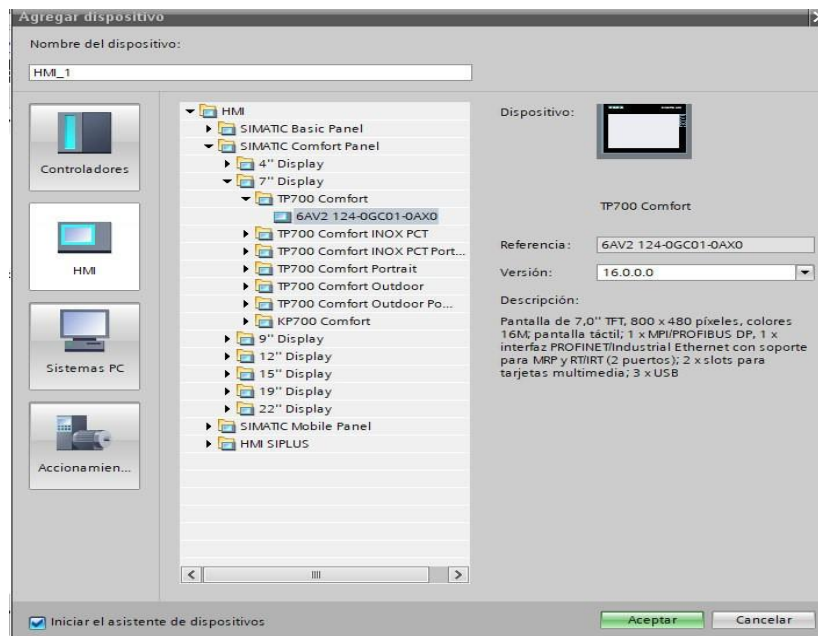 Agregar dispositivo
Nombre del dispositivo:
HMI_1
Controladores
HMI
Sistemas PC
Accionamien...
HMI
SIMATIC Basic Panel
SIMATIC Comfort Panel
4'' Display
7'' Display
TP700 Comfort
6AV2 124-0GC01-0AX0
TP700 Comfort INOX PCT
TP700 Comfort INOX PCT Port...
TP700 Comfort Portrait
TP700 Comfort Outdoor
TP700 Comfort Outdoor Po...
KP700 Comfort
9'' Display
12'' Display
15'' Display
19'' Display
22'' Display
SIMATIC Mobile Panel
HMI SIPLUS
Dispositivo:
TP700 Comfort
Referencia:
6AV2 124-0GC01-0AX0
Versión:
16.0.0.0
Descripción:
Pantalla de 7,0'' TFT, 800 x 480 píxeles, colores
16M; pantalla táctil; 1 x MPI/PROFIBUS DP, 1 x
interfaz PROFINET/Industrial Ethernet con soporte
para MRP y RT/IRT (2 puertos); 2 x slots para
tarjetas multimedia; 3 x USB
Iniciar el asistente de dispositivos
Aceptar
Cancelar